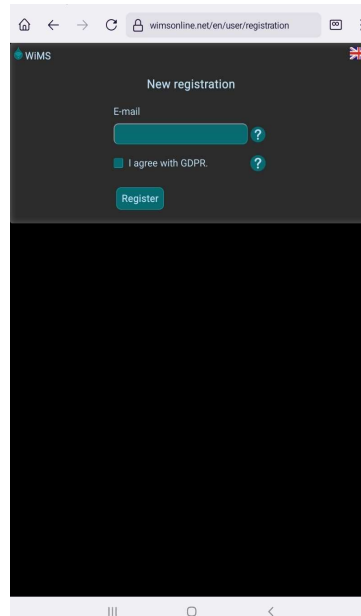 wimsonline.net/en/user/registration
WiMS
New registration
E-mail
?
I agree with GDPR.
?
Register